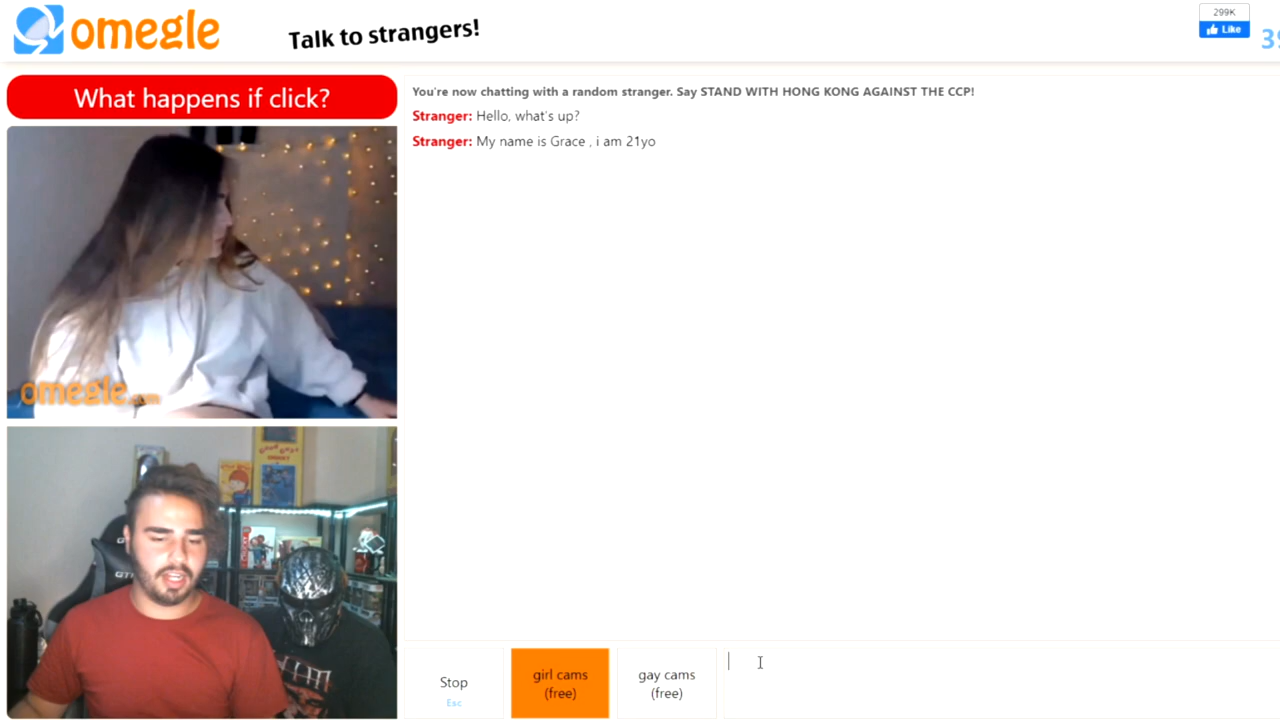 omegle
Talk to strangers!
299K
Like
39
What happens if click?
You're now chatting with a random stranger. Say STAND WITH HONG KONG AGAINST THE CCP!
Stranger: Hello, what's up?
Stranger: My name is Grace , i am 21yo
omegle.com
Stop
Esc
girl cams
(free)
gay cams
(free)